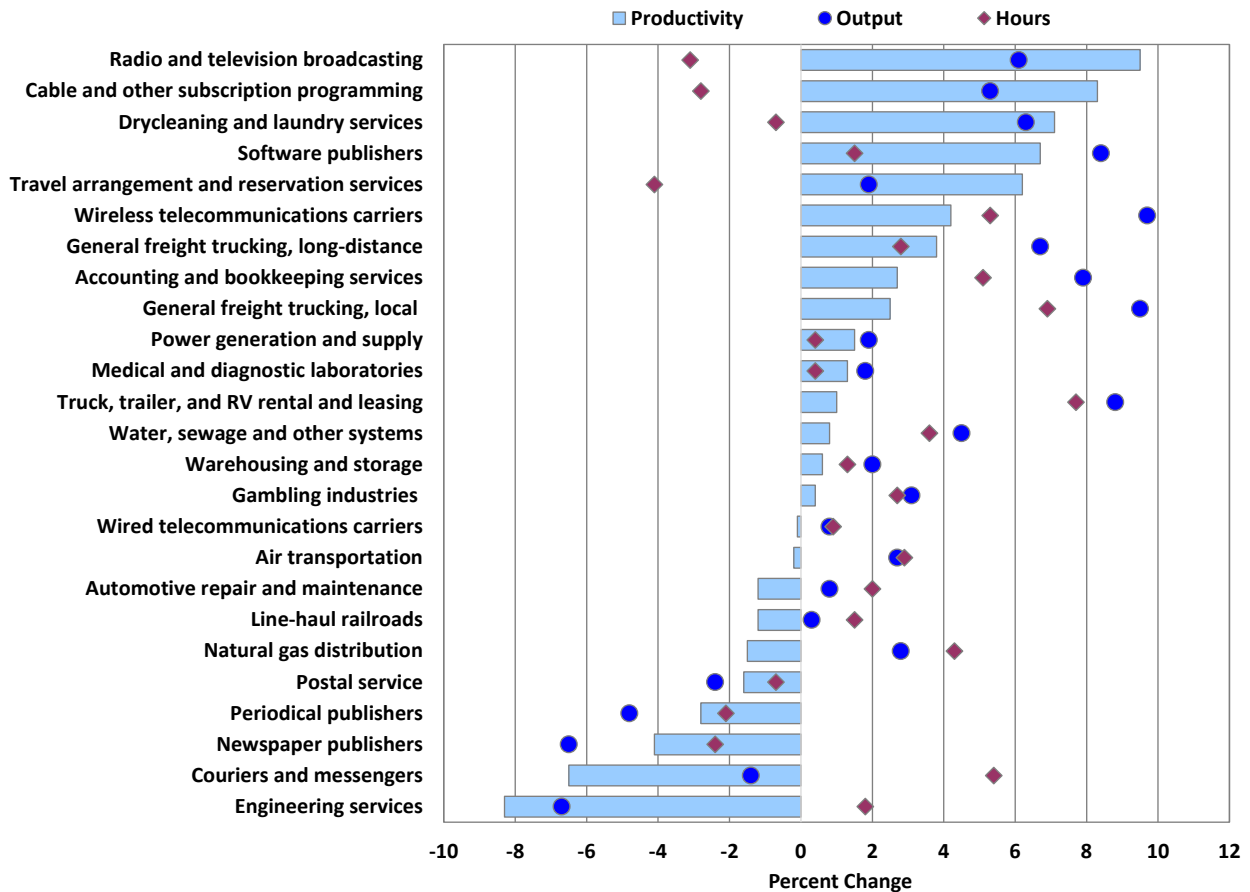 Productivity Output Hours
Radio and television broadcasting
Cable and other subscription programming
Drycleaning and laundry services
Software publishers
Travel arrangement and reservation services
Wireless telecommunications carriers
General freight trucking, long-distance
Accounting and bookkeeping services
General freight trucking, local
Power generation and supply
Medical and diagnostic laboratories
Truck, trailer, and RV rental and leasing
Water, sewage and other systems
Warehousing and storage
Gambling industries
Wired telecommunications carriers
Air transportation
Automotive repair and maintenance
Line-haul railroads
Natural gas distribution
Postal service
Periodical publishers
Newspaper publishers
Couriers and messengers
Engineering services
-10 -8 -6 -4 -2 0 2 4 6 8 10 12
Percent Change